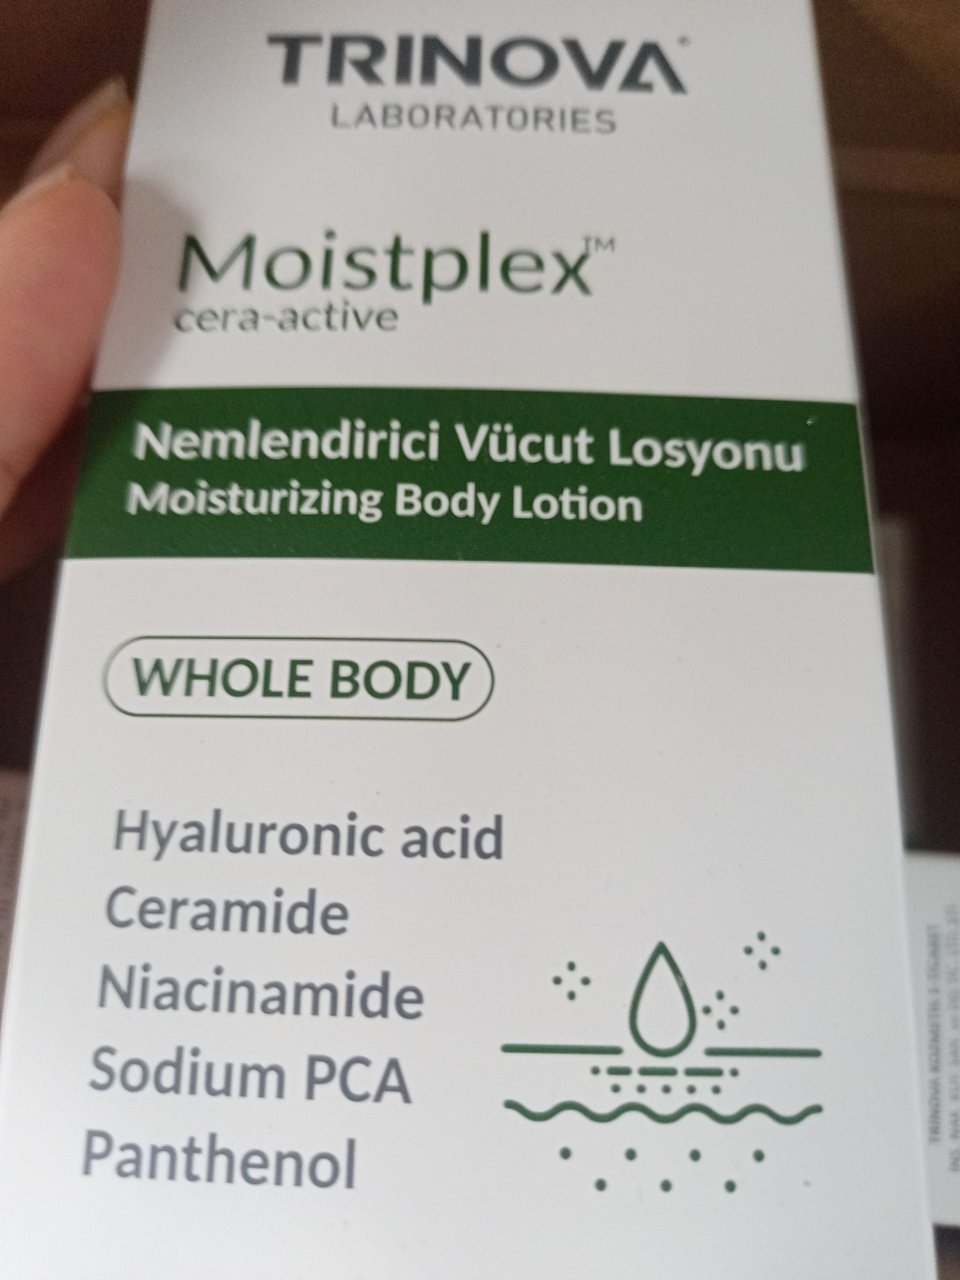 TRINOVA
LABORATORIES
Moistplex™
cera-active
Nemlendirici Vücut Losyonu
Moisturizing Body Lotion
WHOLE BODY
Hyaluronic acid
Ceramide
Niacinamide
Sodium PCA
Panthenol